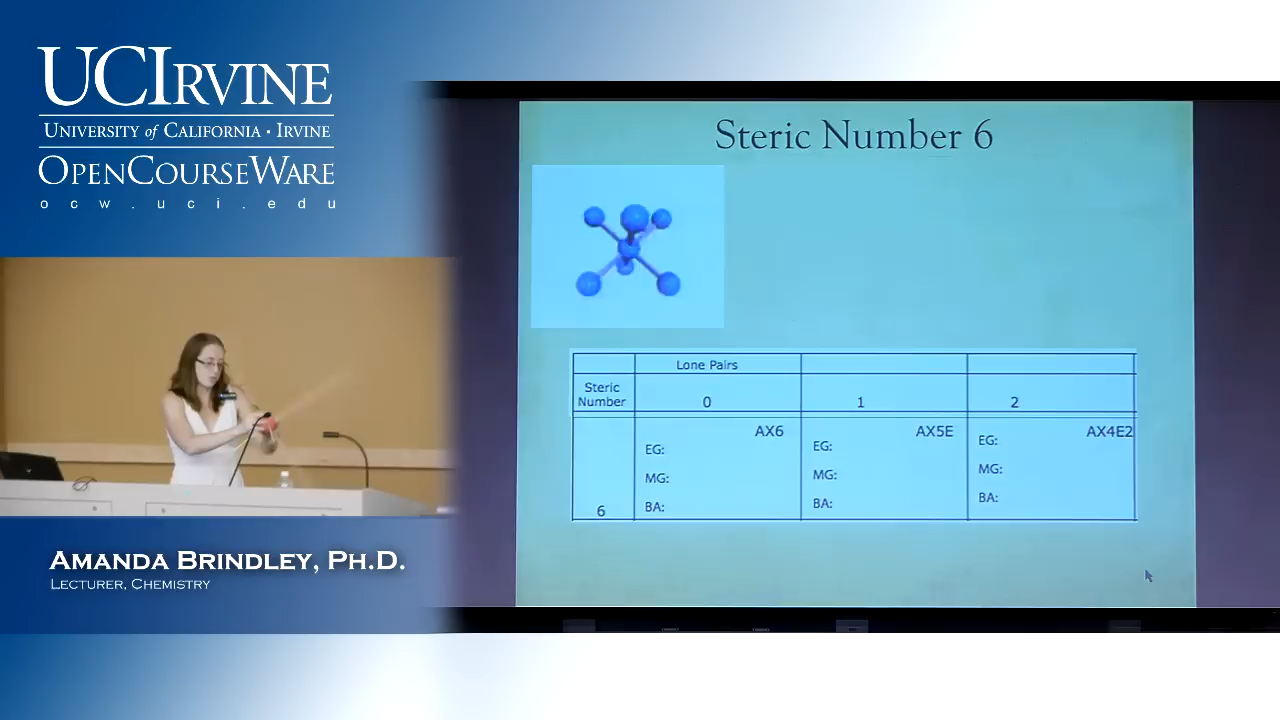 UCIRVINE
UNIVERSITY of CALIFORNIA · IRVINE
OPENCOURSEWARE
ocw.uci.edu
Steric Number 6
Lone Pairs
Steric
Number
0
1
2
AX6
AX5E
AX4E2
EG:
EG:
EG:
MG:
MG:
MG:
BA:
BA:
BA:
6
AMANDA BRINDLEY, PH.D.
LECTURER, CHEMISTRY